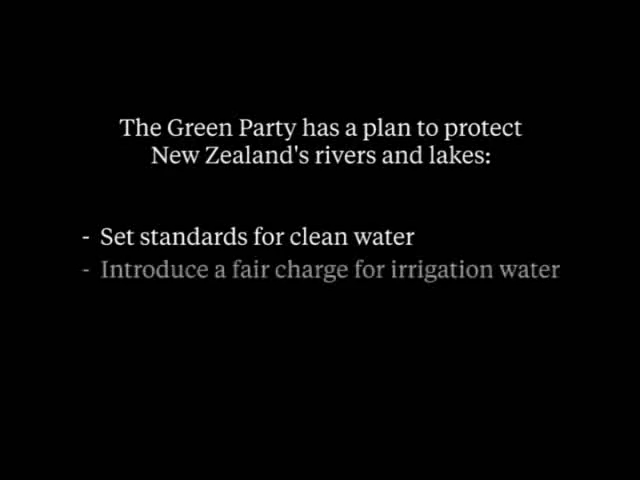 The Green Party has a plan to protect
New Zealand's rivers and lakes:
- Set standards for clean water
- Introduce a fair charge for irrigation water